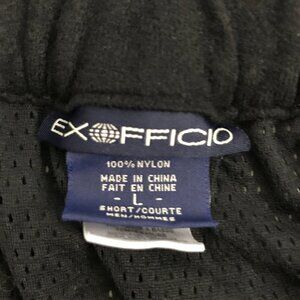 EXOFFICIO
100% NYLON
MADE IN CHINA
FAIT EN CHINE
- L -
SHORT/COURTE
MEN/HOMMES